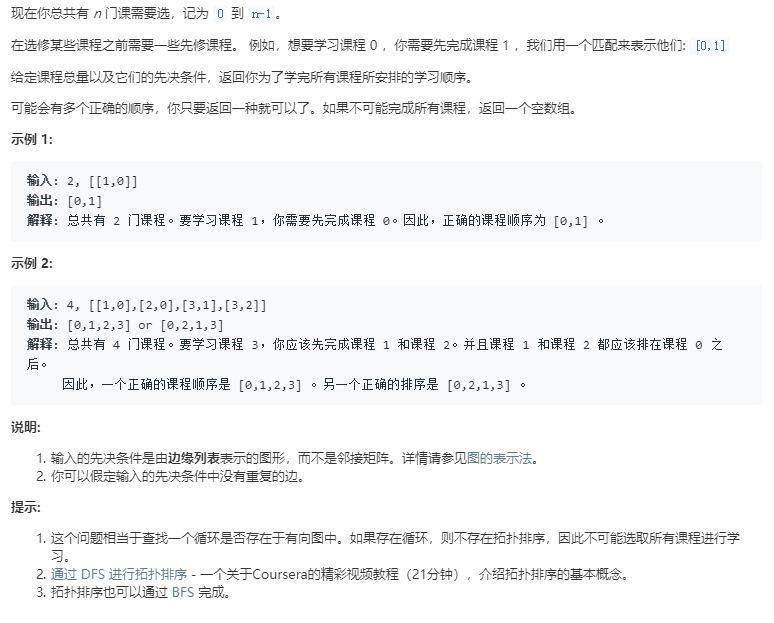 现在你总共有 n 门课需要选，记为 0 到 n-1。
在选修某些课程之前需要一些先修课程。 例如，想要学习课程 0 ，你需要先完成课程 1 ，我们用一个匹配来表示他们: [0,1]
给定课程总量以及它们的先决条件，返回你为了学完所有课程所安排的学习顺序。
可能会有多个正确的顺序，你只要返回一种就可以了。如果不可能完成所有课程，返回一个空数组。
示例 1:
输入: 2, [[1,0]]
输出: [0,1]
解释: 总共有 2 门课程。要学习课程 1，你需要先完成课程 0。因此，正确的课程顺序为 [0,1] 。
示例 2:
输入: 4, [[1,0],[2,0],[3,1],[3,2]]
输出: [0,1,2,3] or [0,2,1,3]
解释: 总共有 4 门课程。要学习课程 3，你应该先完成课程 1 和课程 2。并且课程 1 和课程 2 都应该排在课程 0 之
后。
因此，一个正确的课程顺序是 [0,1,2,3] 。另一个正确的排序是 [0,2,1,3] 。
说明:
1. 输入的先决条件是由边缘列表表示的图形，而不是邻接矩阵。详情请参见图的表示法。
2. 你可以假定输入的先决条件中没有重复的边。
提示:
1. 这个问题相当于查找一个循环是否存在于有向图中。如果存在循环，则不存在拓扑排序，因此不可能选取所有课程进行学
习。
2. 通过 DFS 进行拓扑排序 - 一个关于Coursera的精彩视频教程（21分钟），介绍拓扑排序的基本概念。
3. 拓扑排序也可以通过 BFS 完成。